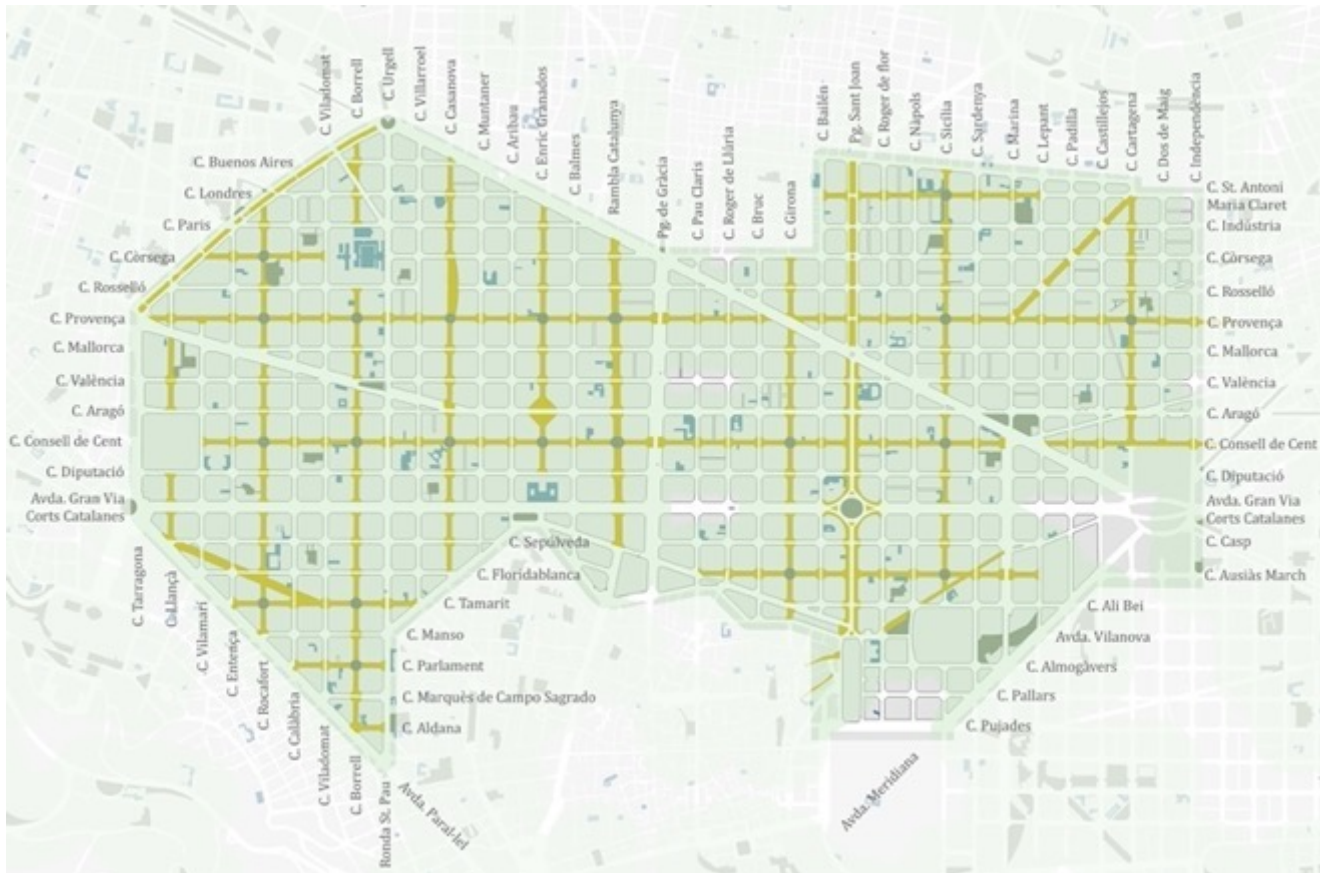 C. Viladomat
C. Borrell
C. Urgell
C. Villarroel
C. Casanova
C. Muntaner
C. Aribau
C. Enric Granados
C. Balmes
Rambla Catalunya
Pg. de Gràcia
C. Pau Claris
C. Roger de Llúria
C. Bruc
C. Girona
C. Bailén
Pg. Sant Joan
C. Roger de flor
C. Nàpols
C. Sicília
C. Sardenya
C. Marina
C. Lepant
C. Padilla
C. Castillejos
C. Cartagena
C. Dos de Maig
C. Independència
C. Buenos Aires
C. Londres
C. Paris
C. Còrsega
C. Rosselló
C. Provença
C. Mallorca
C. València
C. Aragó
C. Consell de Cent
C. Diputació
Avda. Gran Via
Corts Catalanes
C. St. Antoni
Maria Claret
C. Indústria
C. Còrsega
C. Rosselló
C. Provença
C. Mallorca
C. València
C. Aragó
C. Consell de Cent
C. Diputació
Avda. Gran Via
Corts Catalanes
C. Casp
C. Ausiàs March
C. Ali Bei
Avda. Vilanova
C. Almogàvers
C. Pallars
C. Pujades
C. Sepúlveda
C. Floridablanca
C. Tamarit
C. Manso
C. Parlament
C. Marquès de Campo Sagrado
C. Aldana
C. Tarragona
C. Llançà
C. Vilamarí
C. Entença
C. Rocafort
C. Calàbria
C. Viladomat
C. Borrell
Ronda St. Pau
Avda. Paral·lel
Avda. Meridiana